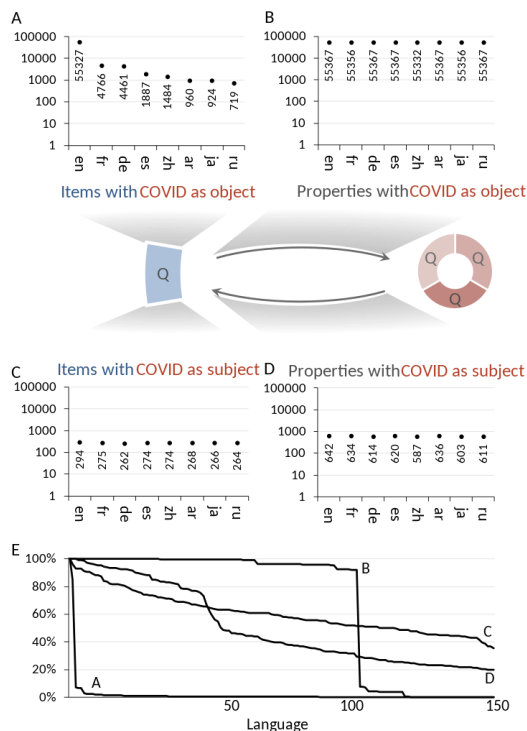 A
B
100000
10000
1000
100
10
1
55327
4766
4461
1887
1484
960
924
719
en
fr
de
es
zh
ar
ja
ru
100000
10000
1000
100
10
1
55367
55356
55367
55367
55332
55367
55356
55367
en
fr
de
es
zh
ar
ja
ru
Items with COVID as object
Properties with COVID as object
Q
Q
Q
Q
C
Items with COVID as subject
D
Properties with COVID as subject
100000
10000
1000
100
10
1
294
275
262
274
274
268
266
264
en
fr
de
es
zh
ar
ja
ru
100000
10000
1000
100
10
1
642
634
614
620
587
636
603
611
en
fr
de
es
zh
ar
ja
ru
E
100%
80%
60%
40%
20%
0%
A
B
C
D
50
100
150
Language